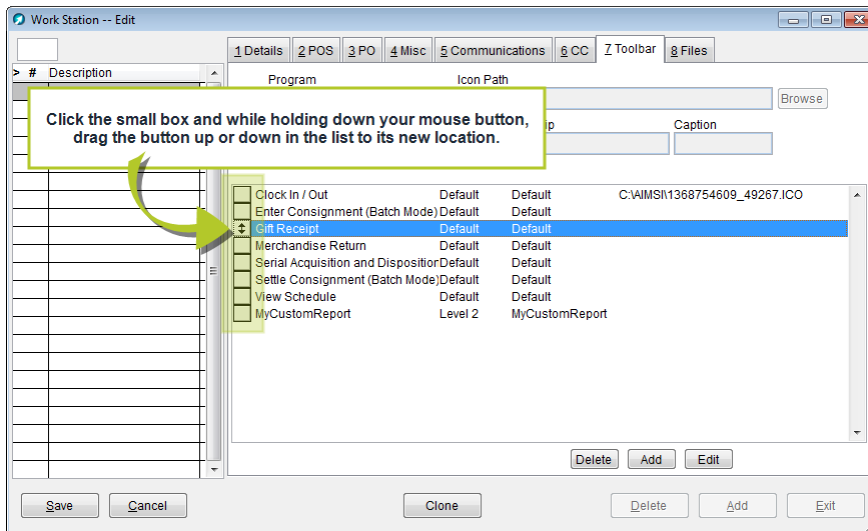 Work Station -- Edit
1 Details 2 POS 3 PO 4 Misc 5 Communications 6 CC 7 Toolbar 8 Files
> # Description
Program Icon Path
Browse
Click the small box and while holding down your mouse button,
drag the button up or down in the list to its new location.
ip Caption
Clock In / Out Default Default C:\AIMSI\1368754609_49267.ICO
Enter Consignment (Batch Mode) Default Default
Gift Receipt Default Default
Merchandise Return Default Default
Serial Acquisition and Disposition Default Default
Settle Consignment (Batch Mode) Default Default
View Schedule Default Default
MyCustomReport Level 2 MyCustomReport
Delete Add Edit
Save Cancel Clone Delete Add Exit